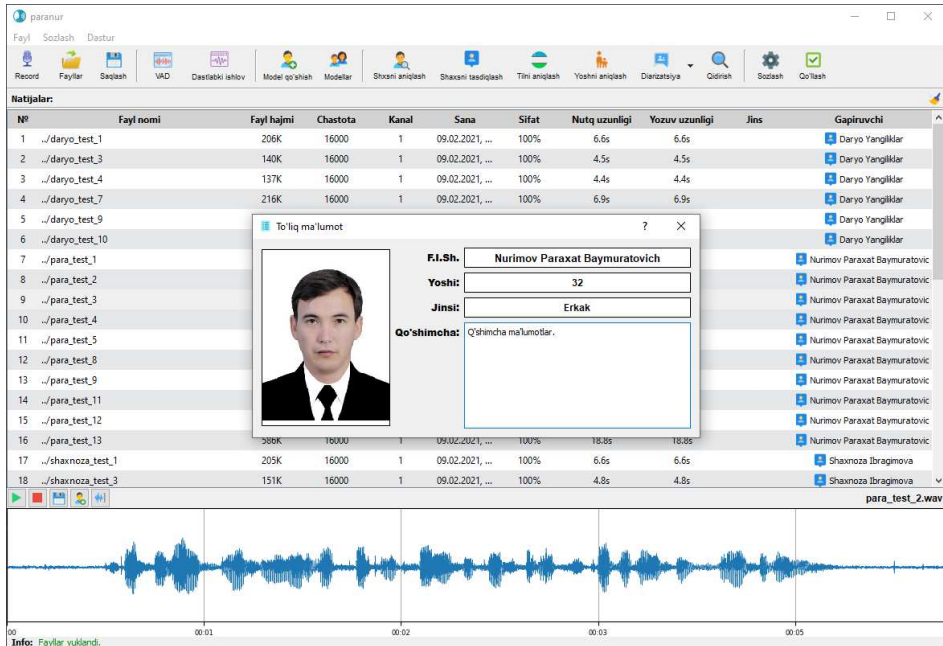 paranur
Fayl Sozlash Dastur
Record Fayllar Saqlash VAD Dastlabki ishlov Model qo'shish Modellar Shxsni aniqlash Shaxsni tasdiqlash Tilni aniqlash Yoshni aniqlash Diarizatsiya Qidirish Sozlash Qo'llash
Natijalar:
№ Fayl nomi Fayl hajmi Chastota Kanal Sana Sifat Nutq uzunligi Yozuv uzunligi Jins Gapiruvchi
1 ../daryo_test_1 206K 16000 1 09.02.2021, ... 100% 6.6s 6.6s Daryo Yangiliklar
2 ../daryo_test_3 140K 16000 1 09.02.2021, ... 100% 4.5s 4.5s Daryo Yangiliklar
3 ../daryo_test_4 137K 16000 1 09.02.2021, ... 100% 4.4s 4.4s Daryo Yangiliklar
4 ../daryo_test_7 216K 16000 1 09.02.2021, ... 100% 6.9s 6.9s Daryo Yangiliklar
5 ../daryo_test_9 Daryo Yangiliklar
6 ../daryo_test_10 Daryo Yangiliklar
7 ../para_test_1 Nurimov Paraxat Baymuratovic
8 ../para_test_2 Nurimov Paraxat Baymuratovic
9 ../para_test_3 Nurimov Paraxat Baymuratovic
10 ../para_test_4 Nurimov Paraxat Baymuratovic
11 ../para_test_5 Nurimov Paraxat Baymuratovic
12 ../para_test_8 Nurimov Paraxat Baymuratovic
13 ../para_test_9 Nurimov Paraxat Baymuratovic
14 ../para_test_11 Nurimov Paraxat Baymuratovic
15 ../para_test_12 Nurimov Paraxat Baymuratovic
16 ../para_test_13 586K 16000 1 09.02.2021, ... 100% 18.8s 18.8s Nurimov Paraxat Baymuratovic
17 ../shaxnoza_test_1 205K 16000 1 09.02.2021, ... 100% 6.6s 6.6s Shaxnoza Ibragimova
18 ../shaxnoza_test_3 151K 16000 1 09.02.2021, ... 100% 4.8s 4.8s Shaxnoza Ibragimova
To'liq ma'lumot ?
F.I.Sh. Nurimov Paraxat Baymuratovich
Yoshi: 32
Jinsi: Erkak
Qo'shimcha: Q'shimcha ma'lumotlar.
para_test_2.wav
:00 00:01 00:02 00:03 00:05
Info: Fayllar yuklandi.